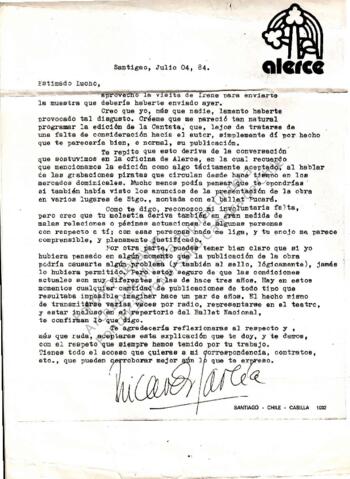 alerce
Santiago, Julio 04, 84.
Estimado Lucho,
aprovecho la visita de Irene para enviarte
la muestra que debería haberte enviado ayer.
Creo que yo, más que nadie, lamento haberte
provocado tal disgusto. Créeme que me pareció tan natural
programar la edición de la Cantata, que, lejos de tratarse de
una falta de consideración hacia el autor, simplemente dí por hecho
que te parecería bien, o normal, su publicación.
Se repito que esto deriva de la conversación
que sostuvimos en la oficina de Alerce, en la cual recuerdo
que mencionamos la edición como algo tácitamente aceptado, al hablar
de las grabaciones piratas que circulan desde hace tiempo en los
mercados dominicales. Mucho menos podía pensar que te opondrías
si también había visto los anuncios de la presentación de la obra
en varios lugares de Stgo., montada con el ballet Pucará.
Como te digo, reconozco mi involuntaria falta,
pero creo que tu molestia deriva también en gran medida de
malas relaciones o pésimas actuaciones de algunas personas
con respecto a tí; con esas personas nada me liga, y tu enojo me parece
comprensible, y plenamente justificado.
Por otra parte, puedes tener bien claro que si yo
hubiera pensado en algún momento que la publicación de la obra
podría causarte algún problema (y también al sello, lógicamente), jamás
lo hubiera permitido. Pero estoy seguro de que las condiciones
actuales son muy diferentes a las de hace tres años. Hay en estos
momentos cualquier cantidad de publicaciones de todo tipo que
resultaba imposible imaginar hace un par de años. El hecho mismo
de transmitirse varias veces por radio, representarse en el teatro,
y estar incluso en el repertorio del Ballet Nacional,
te confirman lo que digo.
Te agradecería reflexionaras al respecto y,
más que nada, aceptaras esta explicación que te doy, y te damos,
con el respeto que siempre hemos tenido por tu trabajo.
Tienes todo el acceso que quieras a mi correspondencia, contratos,
etc., que puedan corroborar mejor aún lo que te expreso.
Ricardo García
SANTIAGO - CHILE - CASILLA 1032